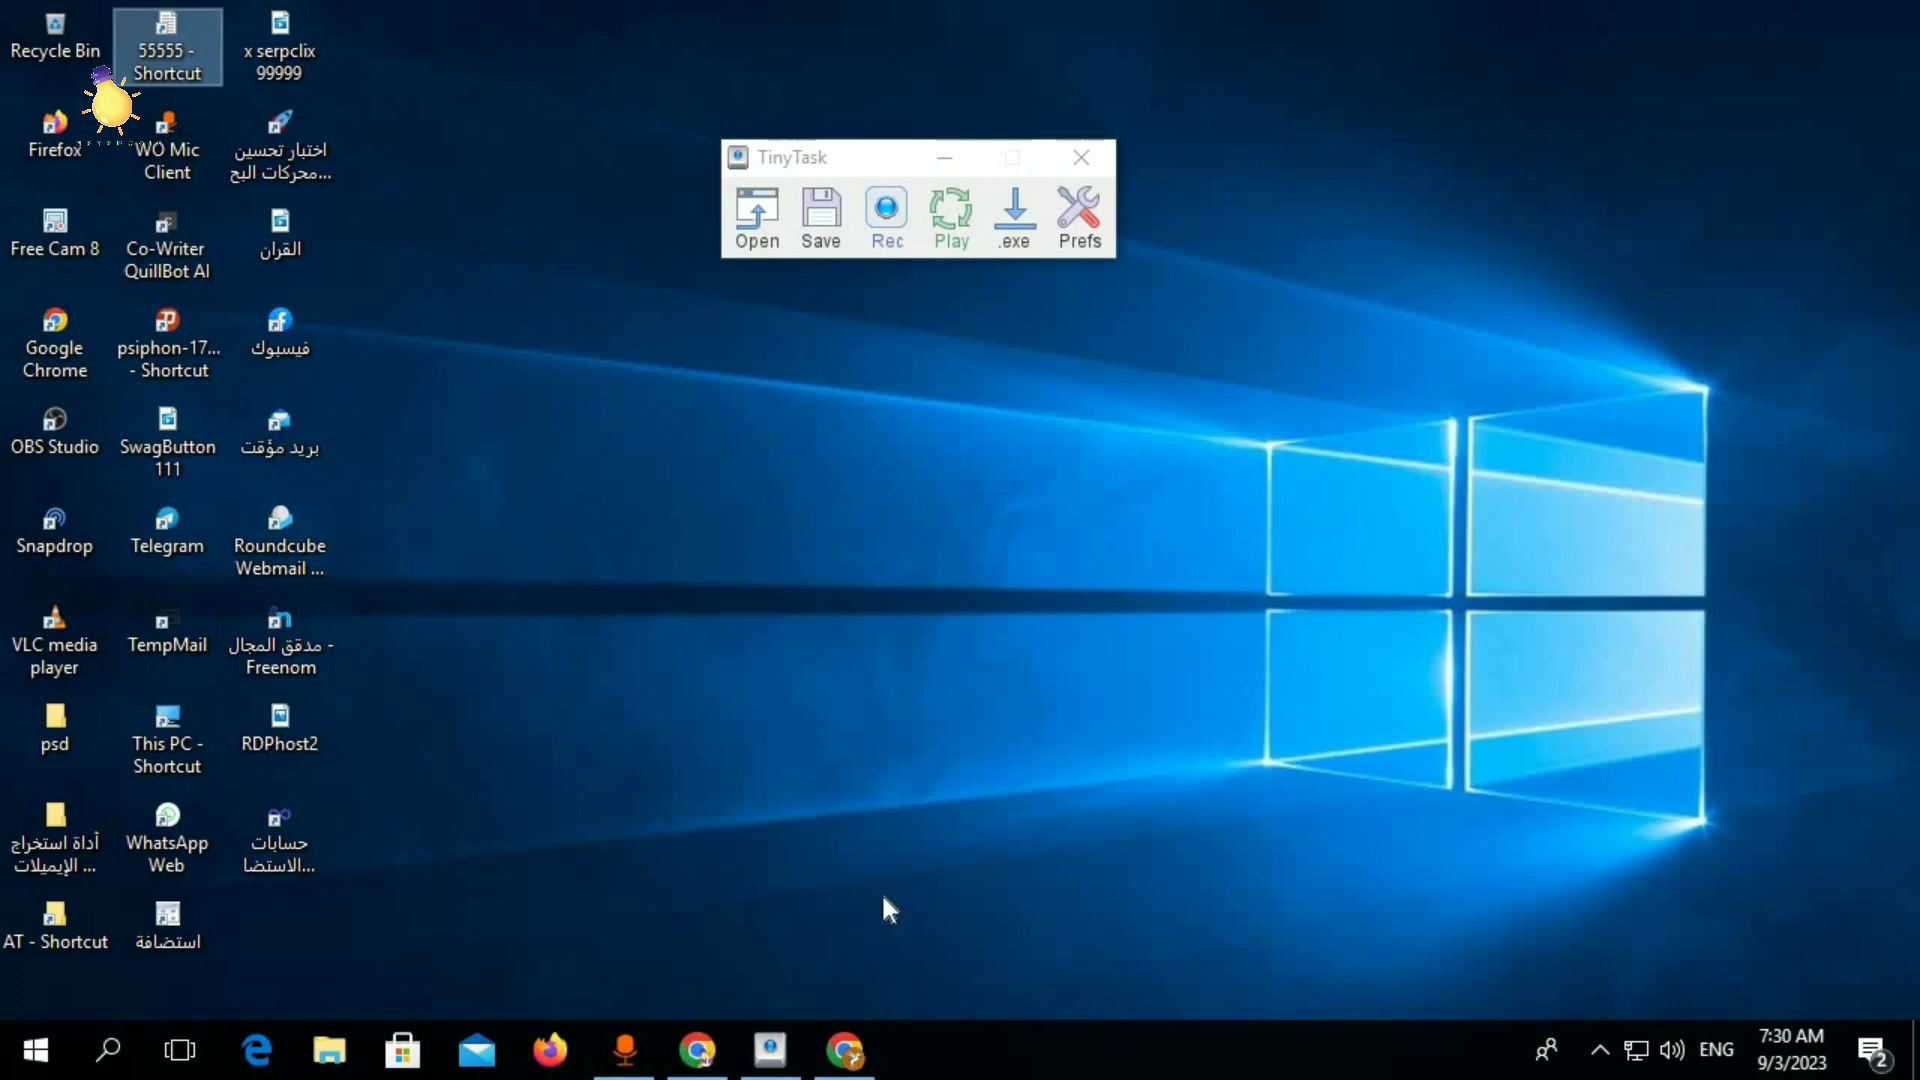 Recycle Bin
55555 -
Shortcut
x serpclix
99999
Firefox
WO Mic
Client
اختبار تحسين
محركات البح...
Free Cam 8
Co-Writer
QuillBot AI
القران
Google
Chrome
psiphon-17...
- Shortcut
فيسبوك
OBS Studio
SwagButton
111
بريد مؤقت
Snapdrop
Telegram
Roundcube
Webmail ...
VLC media
player
TempMail
مدقق المجال -
Freenom
psd
This PC -
Shortcut
RDPhost2
أداة استخراج
الإيميلات ...
WhatsApp
Web
حسابات
الاستضا...
AT - Shortcut
استضافة
TinyTask
Open Save Rec Play .exe Prefs
ENG
7:30 AM
9/3/2023
2